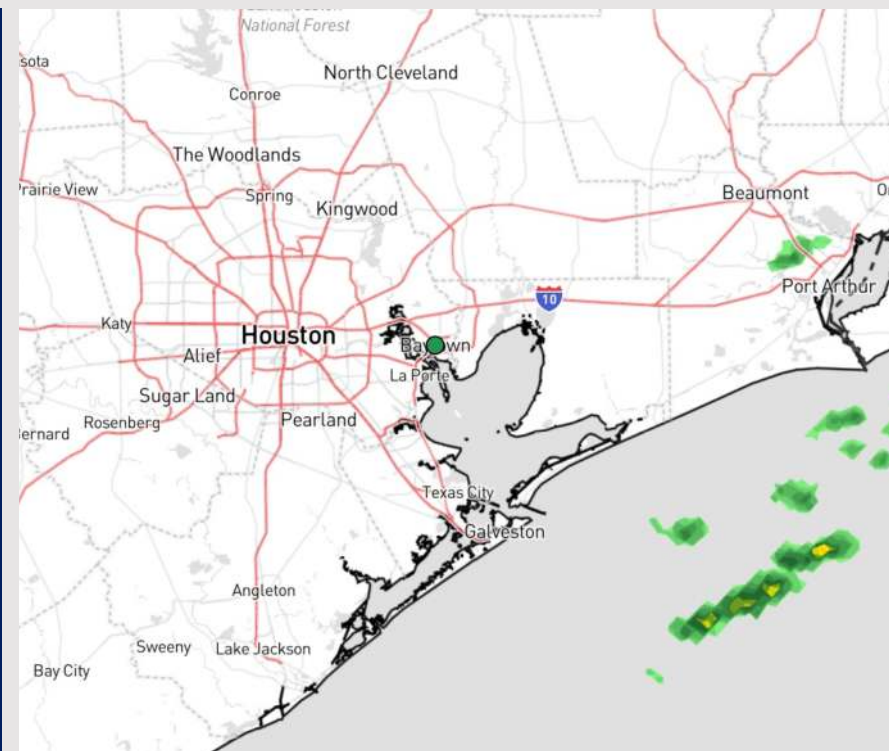 National Forest
North Cleveland
Conroe
The Woodlands
Prairie View
Spring
Kingwood
Beaumont
Port Arthur
10
Katy
Houston
Baytown
Alief
La Porte
Sugar Land
Rosenberg
Pearland
Texas City
Galveston
Angleton
Sweeny
Lake Jackson
Bay City